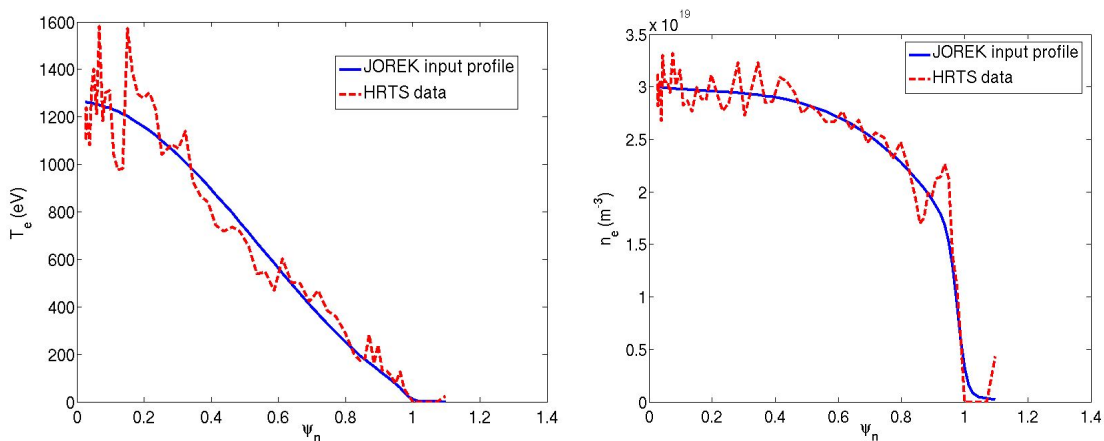 1600
1400
1200
1000
800
600
400
200
0
T_e (eV)
JOREK input profile
HRTS data
0 0.2 0.4 0.6 0.8 1 1.2 1.4
Ψ_n
3.5 x 10^19
3
2.5
2
1.5
1
0.5
0
n_e (m^-3)
JOREK input profile
HRTS data
0 0.2 0.4 0.6 0.8 1 1.2 1.4
Ψ_n